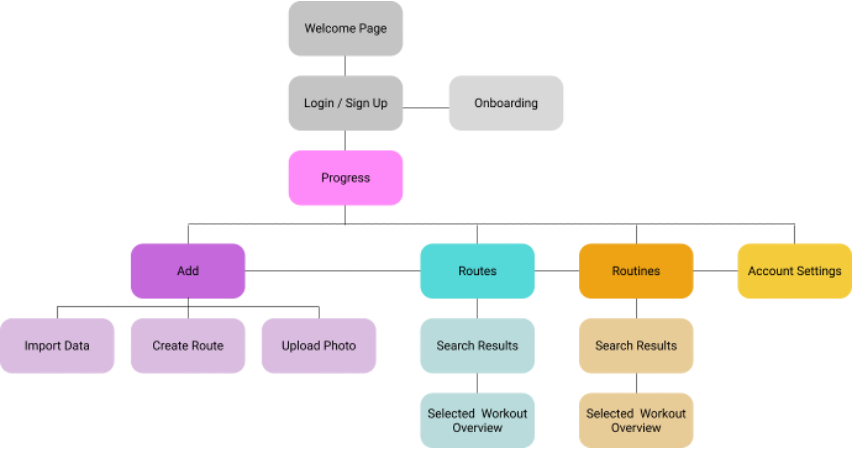 Welcome Page
Login / Sign Up
Onboarding
Progress
Add
Routes
Routines
Account Settings
Import Data
Create Route
Upload Photo
Search Results
Search Results
Selected Workout
Overview
Selected Workout
Overview